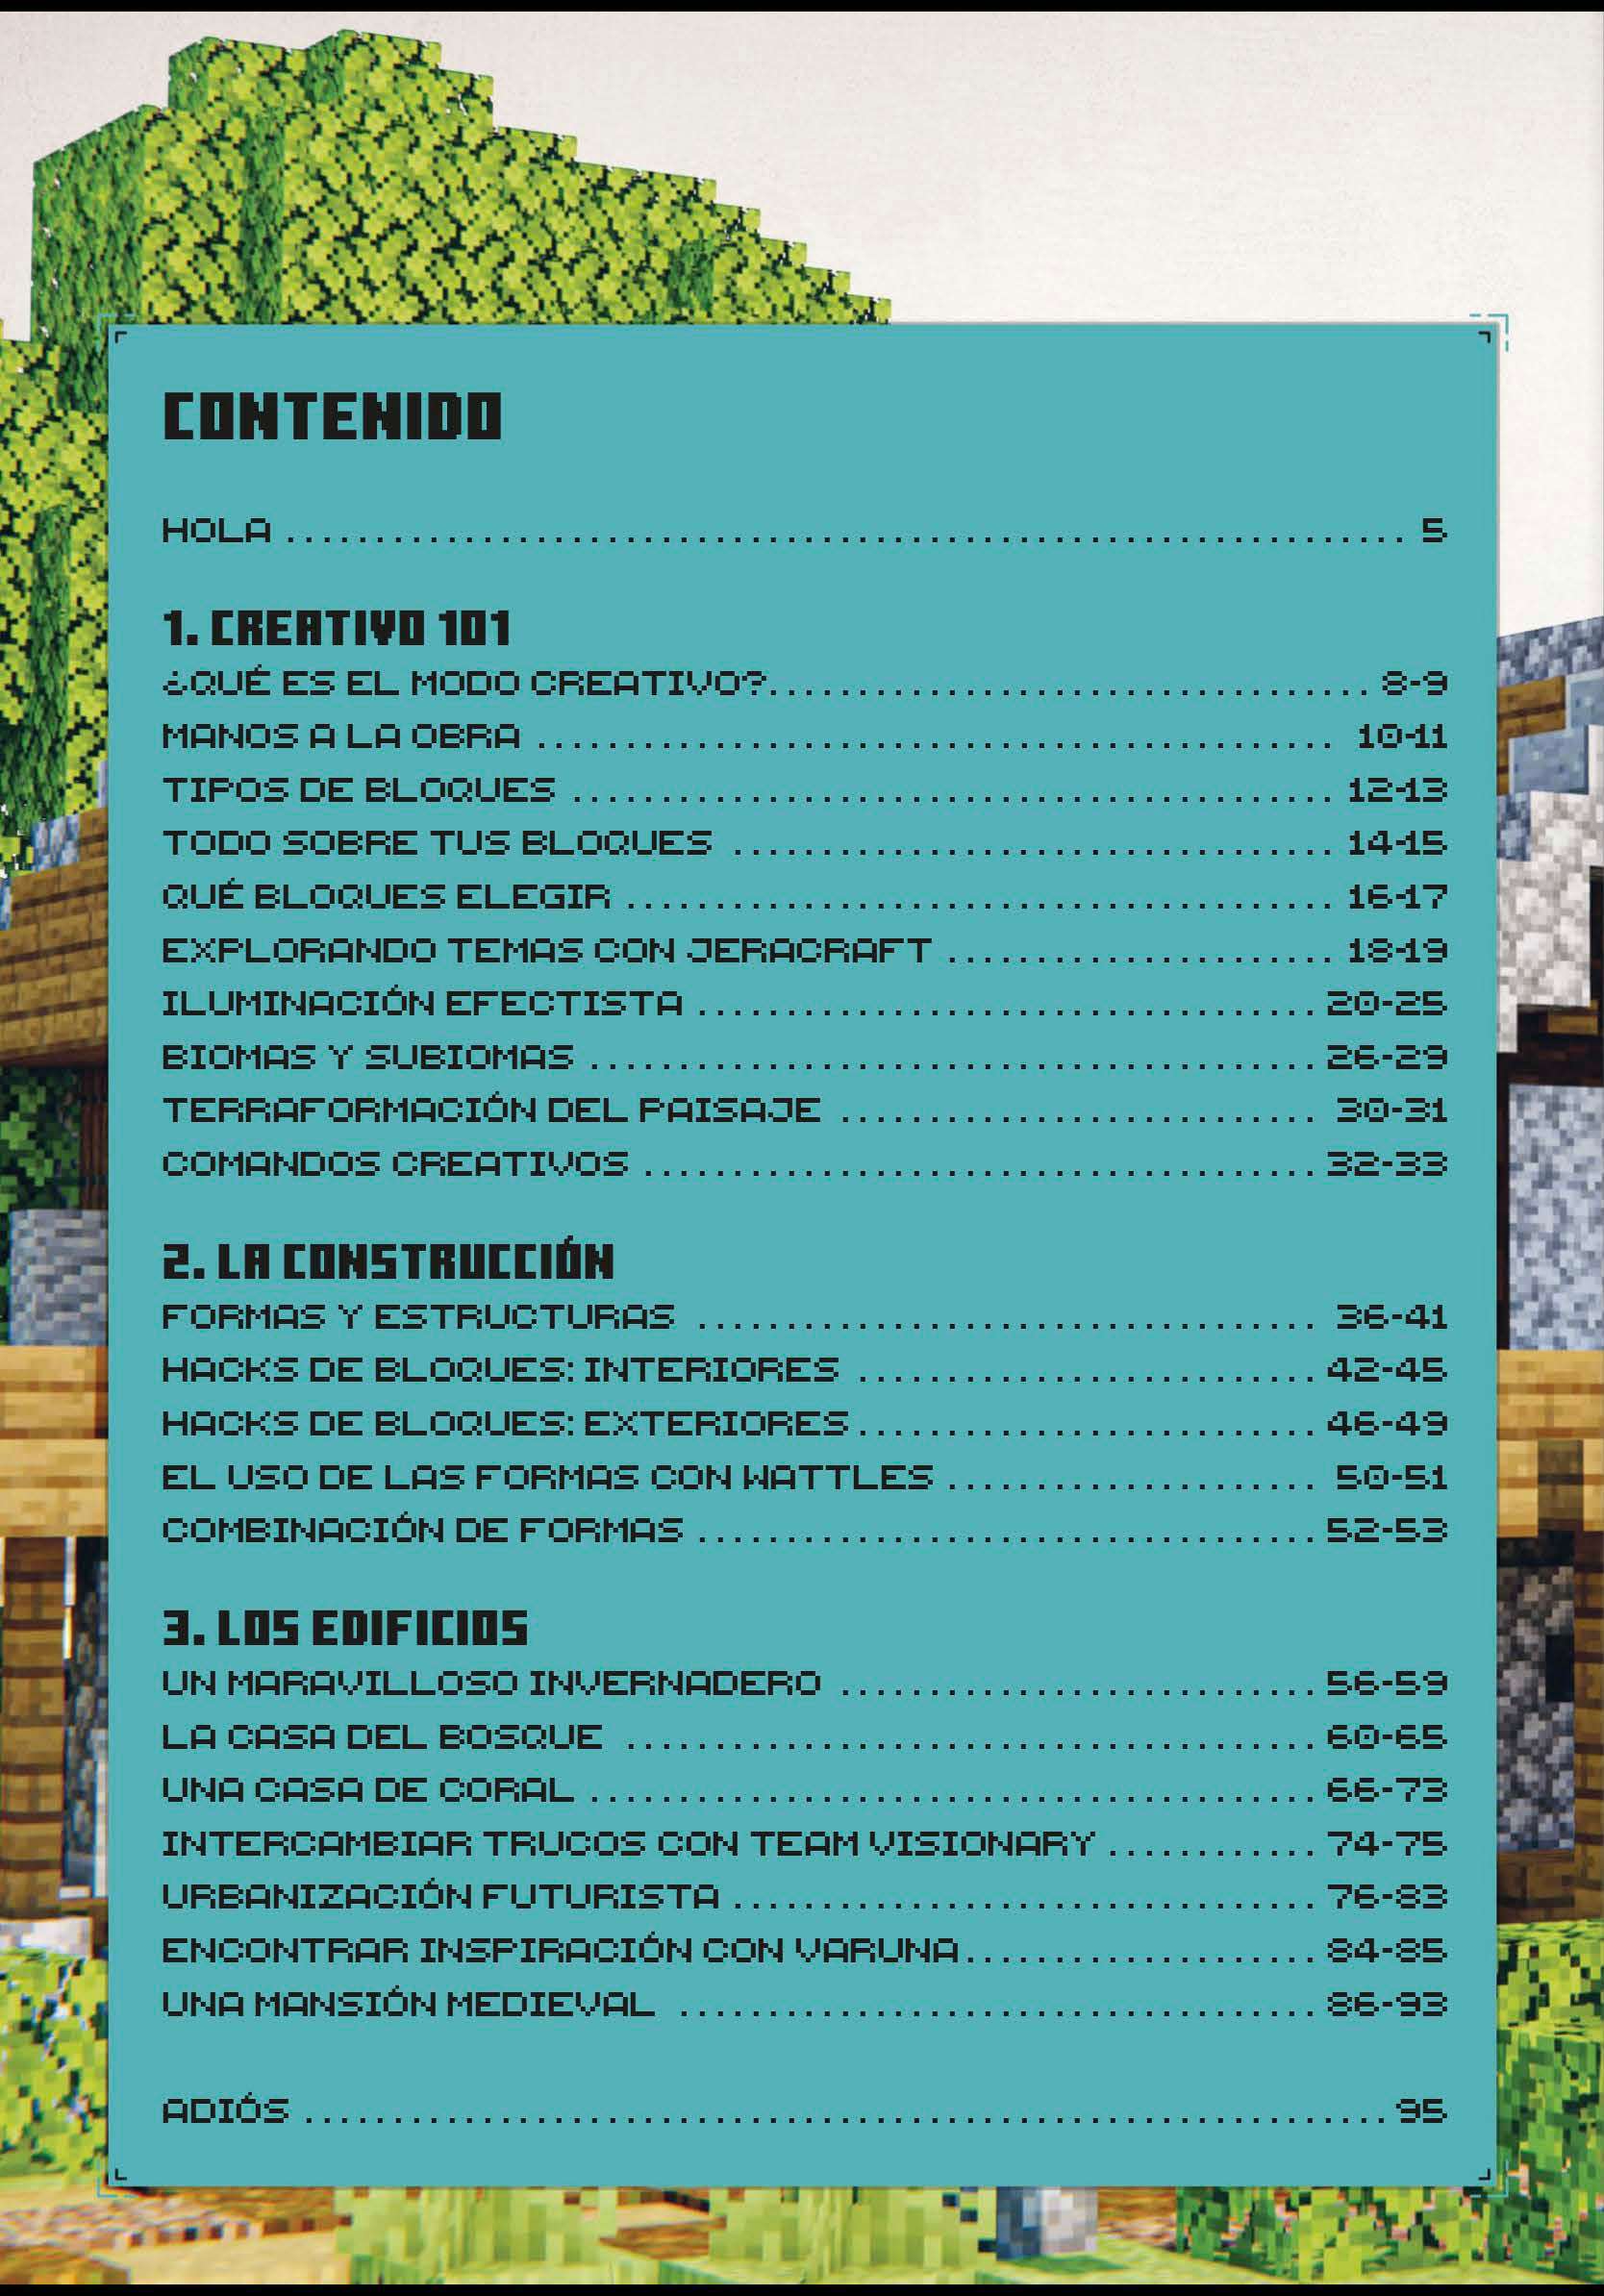 CONTENIDO
HOLA ........................................................ 5
1. CREATIVO 101
¿QUÉ ES EL MODO CREATIVO?.................................. 8-9
MANOS A LA OBRA ............................................ 10-11
TIPOS DE BLOQUES .......................................... 12-13
TODO SOBRE TUS BLOQUES .................................. 14-15
QUÉ BLOQUES ELEGIR ....................................... 16-17
EXPLORANDO TEMAS CON JERACRAFT ...................... 18-19
ILUMINACIÓN EFECTISTA ................................... 20-25
BIOMAS Y SUBIOMAS ......................................... 26-29
TERRAFORMACIÓN DEL PAISAJE ........................... 30-31
COMANDOS CREATIVOS ...................................... 32-33
2. LA CONSTRUCCIÓN
FORMAS Y ESTRUCTURAS ................................... 36-41
HACKS DE BLOQUES: INTERIORES .......................... 42-45
HACKS DE BLOQUES: EXTERIORES.......................... 46-49
EL USO DE LAS FORMAS CON WATTLES ..................... 50-51
COMBINACIÓN DE FORMAS ................................... 52-53
3. LOS EDIFICIOS
UN MARAVILLOSO INVERNADERO ........................... 56-59
LA CASA DEL BOSQUE ....................................... 60-65
UNA CASA DE CORAL ......................................... 66-73
INTERCAMBIAR TRUCOS CON TEAM VISIONARY ............ 74-75
URBANIZACIÓN FUTURISTA ................................. 76-83
ENCONTRAR INSPIRACIÓN CON VARUNA.................... 84-85
UNA MANSIÓN MEDIEVAL .................................... 86-93
ADIÓS ............................................................. 95